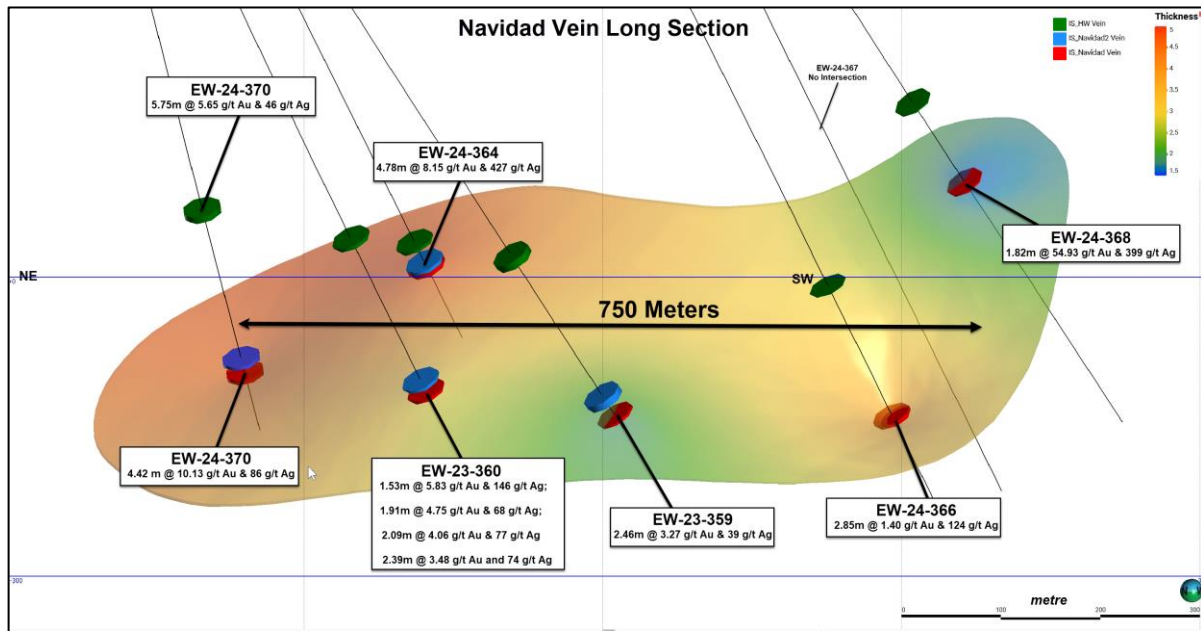 Navidad Vein Long Section
IS_HW Vein
IS_Navidad2 Vein
IS_Navidad Vein
Thickness
5
4.5
4
3.5
3
2.5
2
1.5
EW-24-367
No Intersection
EW-24-370
5.75m @ 5.65 g/t Au & 46 g/t Ag
EW-24-364
4.78m @ 8.15 g/t Au & 427 g/t Ag
EW-24-368
1.82m @ 54.93 g/t Au & 399 g/t Ag
NE
SW
750 Meters
EW-24-370
4.42 m @ 10.13 g/t Au & 86 g/t Ag
EW-23-360
1.53m @ 5.83 g/t Au & 146 g/t Ag;
1.91m @ 4.75 g/t Au & 68 g/t Ag;
2.09m @ 4.06 g/t Au & 77 g/t Ag
2.39m @ 3.48 g/t Au and 74 g/t Ag
EW-23-359
2.46m @ 3.27 g/t Au & 39 g/t Ag
EW-24-366
2.85m @ 1.40 g/t Au & 124 g/t Ag
metre
0
100
200
300